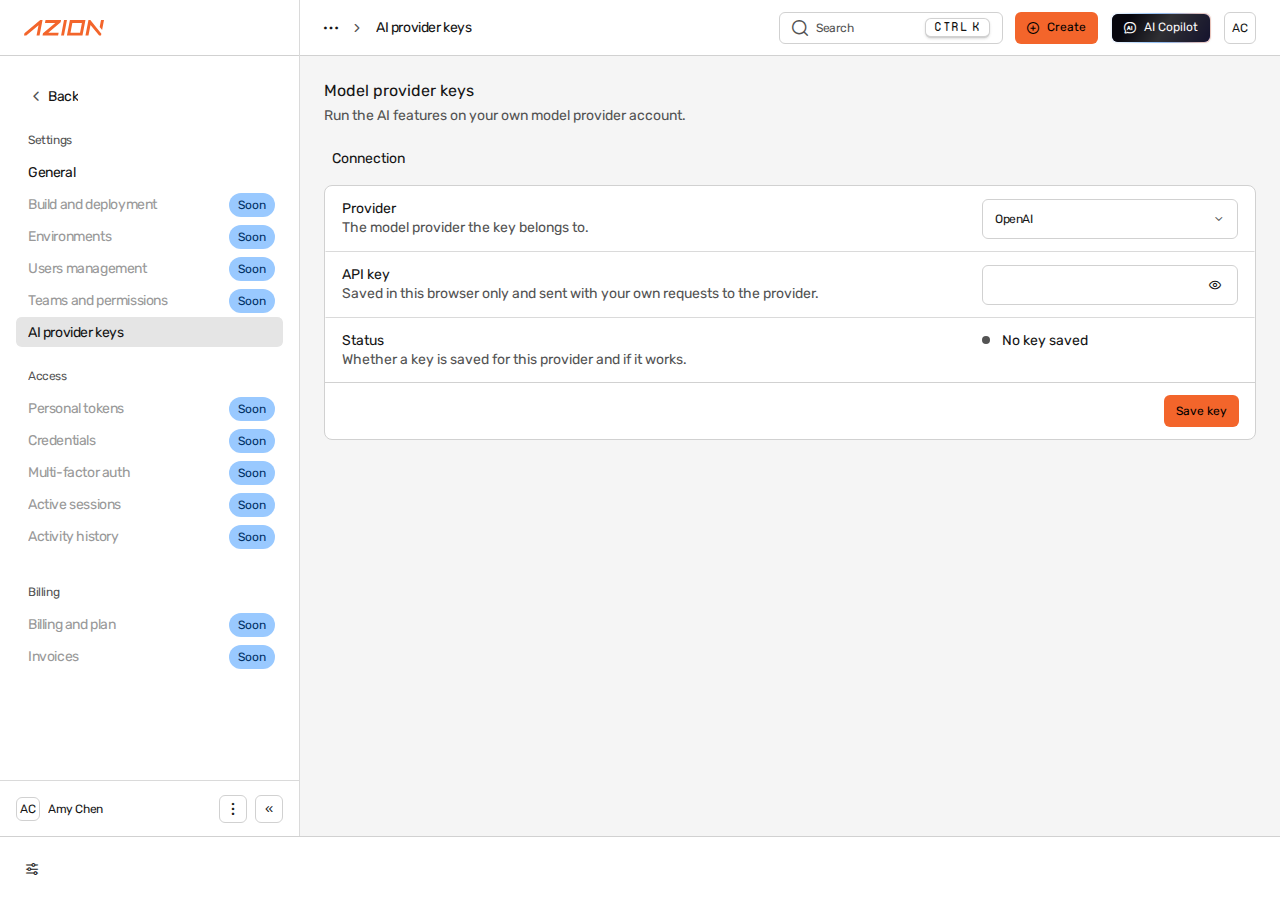 AZION
AI provider keys
Search
CTRL K
Create
AI Copilot
AC
Back
Settings
General
Build and deployment Soon
Environments Soon
Users management Soon
Teams and permissions Soon
AI provider keys
Access
Personal tokens Soon
Credentials Soon
Multi-factor auth Soon
Active sessions Soon
Activity history Soon
Billing
Billing and plan Soon
Invoices Soon
AC Amy Chen
Model provider keys
Run the AI features on your own model provider account.
Connection
Provider
The model provider the key belongs to.
OpenAI
API key
Saved in this browser only and sent with your own requests to the provider.
Status
Whether a key is saved for this provider and if it works.
No key saved
Save key